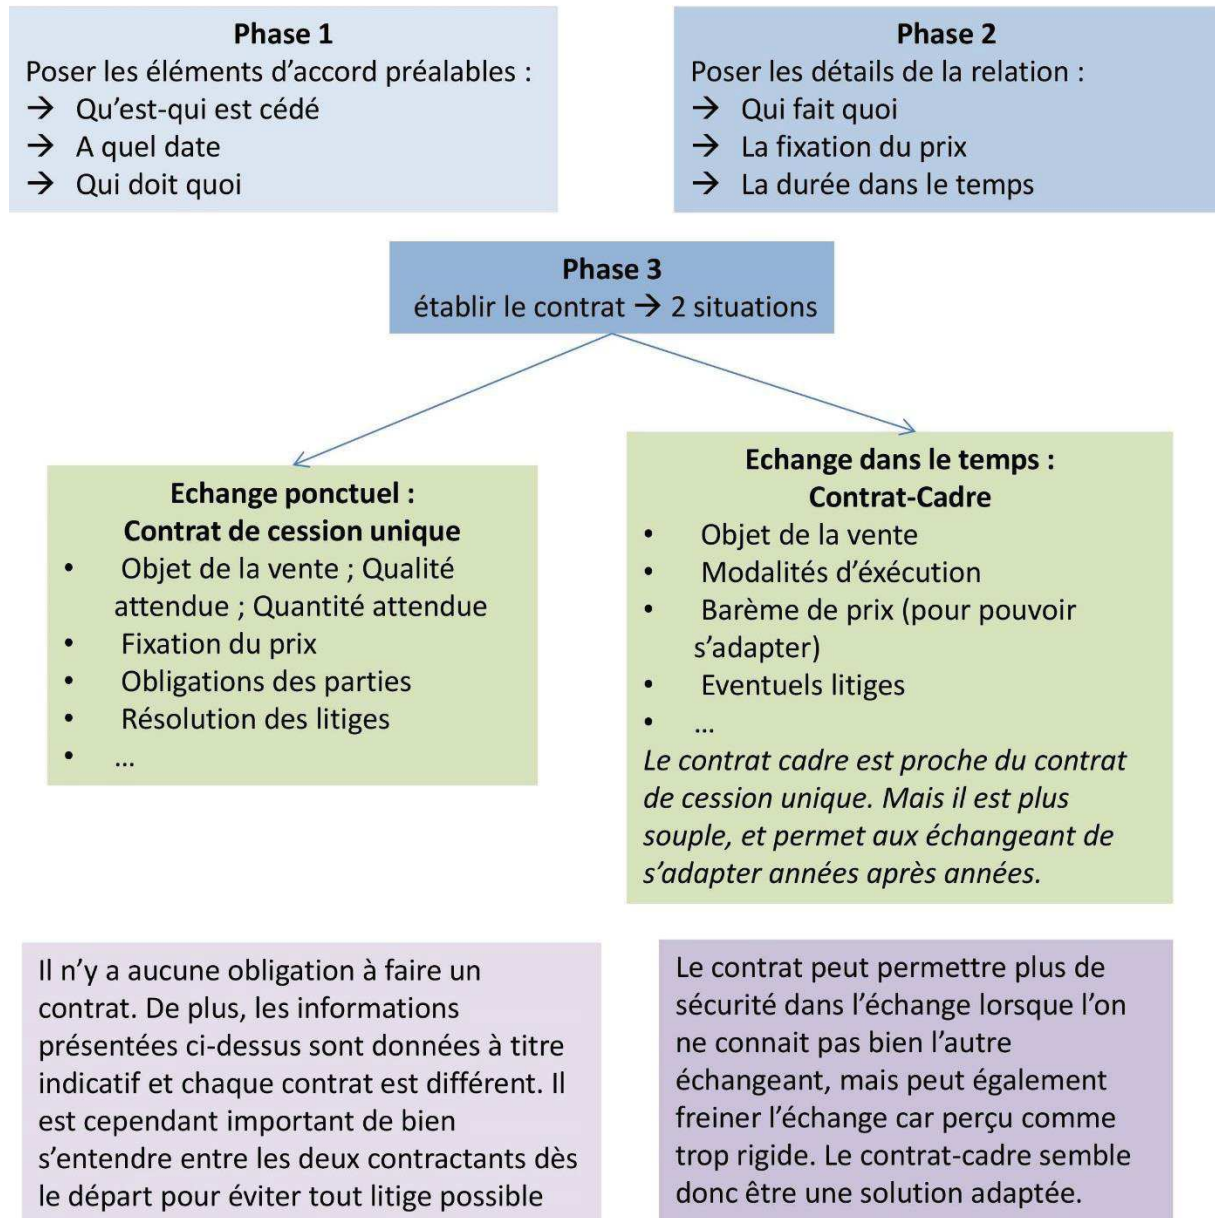 Phase 1
Poser les éléments d'accord préalables :
→ Qu'est-qui est cédé
→ A quel date
→ Qui doit quoi
Phase 2
Poser les détails de la relation :
→ Qui fait quoi
→ La fixation du prix
→ La durée dans le temps
Phase 3
établir le contrat → 2 situations
Echange ponctuel :
Contrat de cession unique
• Objet de la vente ; Qualité
attendue ; Quantité attendue
• Fixation du prix
• Obligations des parties
• Résolution des litiges
• ...
Echange dans le temps :
Contrat-Cadre
• Objet de la vente
• Modalités d'éxécution
• Barème de prix (pour pouvoir
s'adapter)
• Eventuels litiges
• ...
Le contrat cadre est proche du contrat
de cession unique. Mais il est plus
souple, et permet aux échangeant de
s'adapter années après années.
Il n'y a aucune obligation à faire un
contrat. De plus, les informations
présentées ci-dessus sont données à titre
indicatif et chaque contrat est différent. Il
est cependant important de bien
s'entendre entre les deux contractants dès
le départ pour éviter tout litige possible
Le contrat peut permettre plus de
sécurité dans l'échange lorsque l'on
ne connait pas bien l'autre
échangeant, mais peut également
freiner l'échange car perçu comme
trop rigide. Le contrat-cadre semble
donc être une solution adaptée.